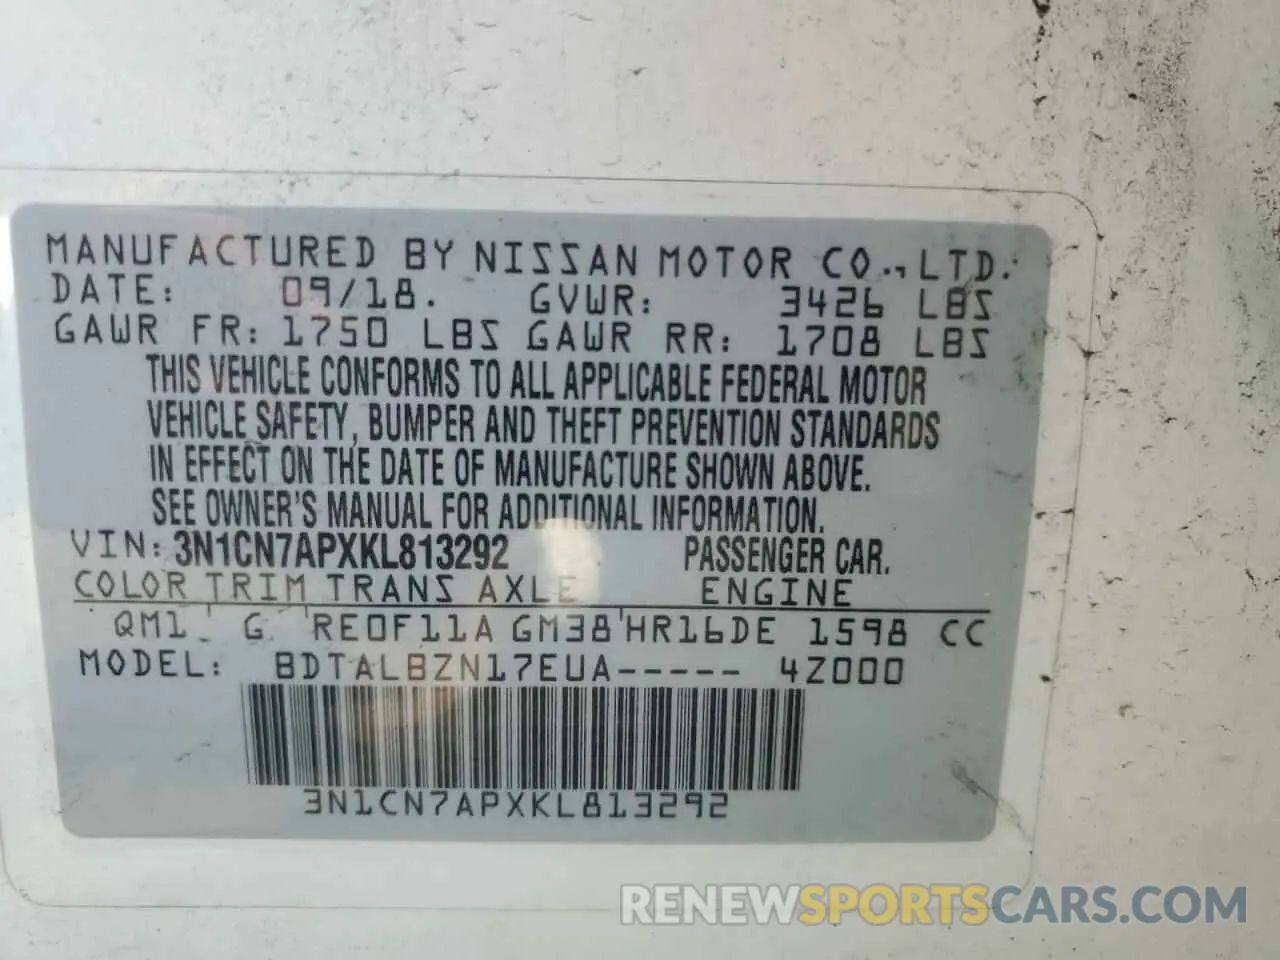 MANUFACTURED BY NISSAN MOTOR CO., LTD.
DATE: 09/18. GVWR: 3426 LBS
GAWR FR: 1750 LBS GAWR RR: 1708 LBS
THIS VEHICLE CONFORMS TO ALL APPLICABLE FEDERAL MOTOR
VEHICLE SAFETY, BUMPER AND THEFT PREVENTION STANDARDS
IN EFFECT ON THE DATE OF MANUFACTURE SHOWN ABOVE.
SEE OWNER'S MANUAL FOR ADDITIONAL INFORMATION.
VIN: 3N1CN7APXKL813292 PASSENGER CAR.
COLOR TRIM TRANS AXLE ENGINE
QM1 G RE0F11A GM38 HR16DE 1598 CC
MODEL: BDTALBZN17EUA----- 4Z000
3N1CN7APXKL813292
RENEWSPORTSCARS.COM